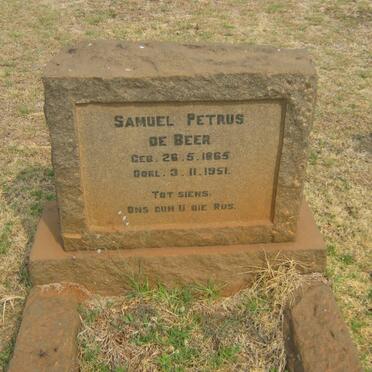 SAMUEL PETRUS
DE BEER
GEB. 26.5.1865
OORL. 3.11.1951.
TOT SIENS.
ONS GUN U DIE RUS.